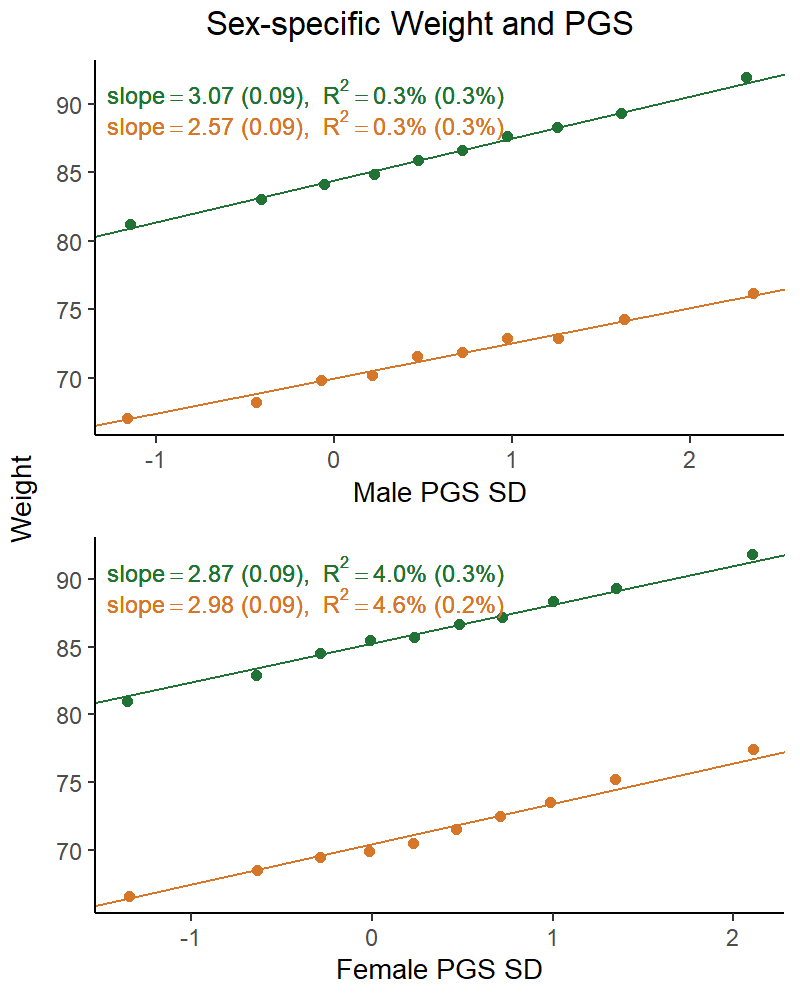 Sex-specific Weight and PGS
slope = 3.07 (0.09), R² = 0.3% (0.3%)
slope = 2.57 (0.09), R² = 0.3% (0.3%)
90
85
80
75
70
-1 0 1 2
Male PGS SD
Weight
slope = 2.87 (0.09), R² = 4.0% (0.3%)
slope = 2.98 (0.09), R² = 4.6% (0.2%)
90
85
80
75
70
-1 0 1 2
Female PGS SD